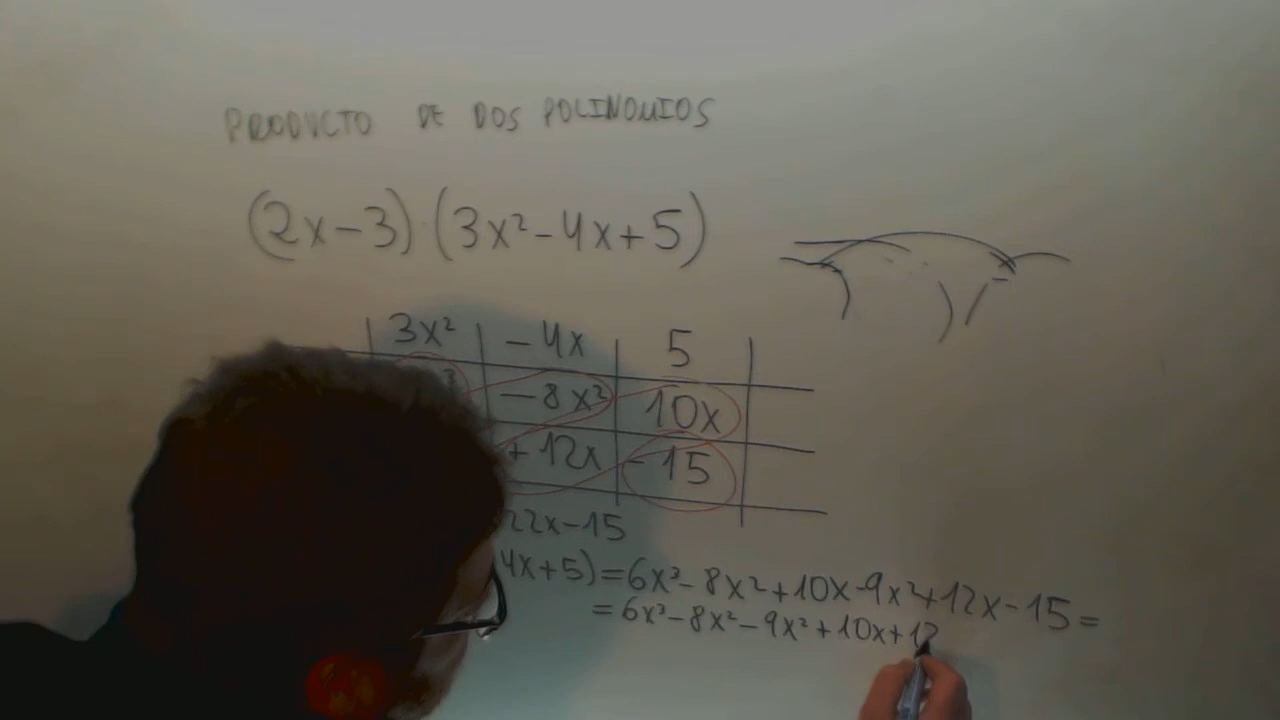 PRODUCTO DE DOS POLINOMIOS
(2x-3)·(3x²-4x+5)
3x² -4x 5
³ -8x² 10x
+12x -15
22x-15
4x+5)=6x³-8x²+10x-9x²+12x-15=
=6x³-8x²-9x²+10x+12